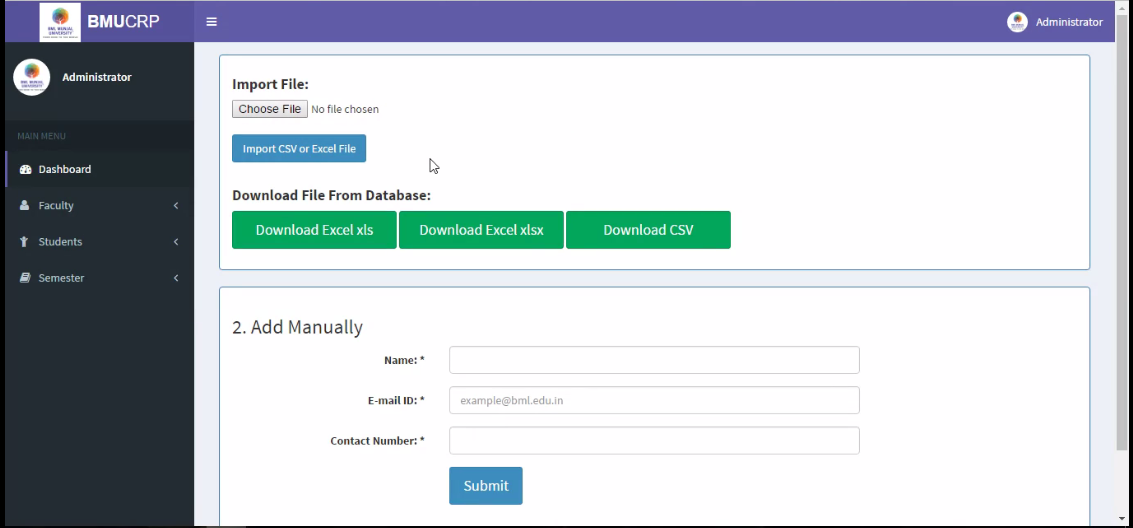 BML MUNJAL
UNIVERSITY
BMUCRP
Administrator
Administrator
MAIN MENU
Dashboard
Faculty
Students
Semester
Import File:
Choose File No file chosen
Import CSV or Excel File
Download File From Database:
Download Excel xls Download Excel xlsx Download CSV
2. Add Manually
Name: *
E-mail ID: * example@bml.edu.in
Contact Number: *
Submit